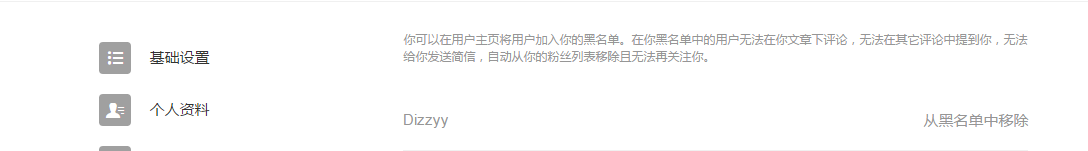 基础设置
个人资料
你可以在用户主页将用户加入你的黑名单。在你黑名单中的用户无法在你文章下评论，无法在其它评论中提到你，无法
给你发送简信，自动从你的粉丝列表移除且无法再关注你。
Dizzyy
从黑名单中移除